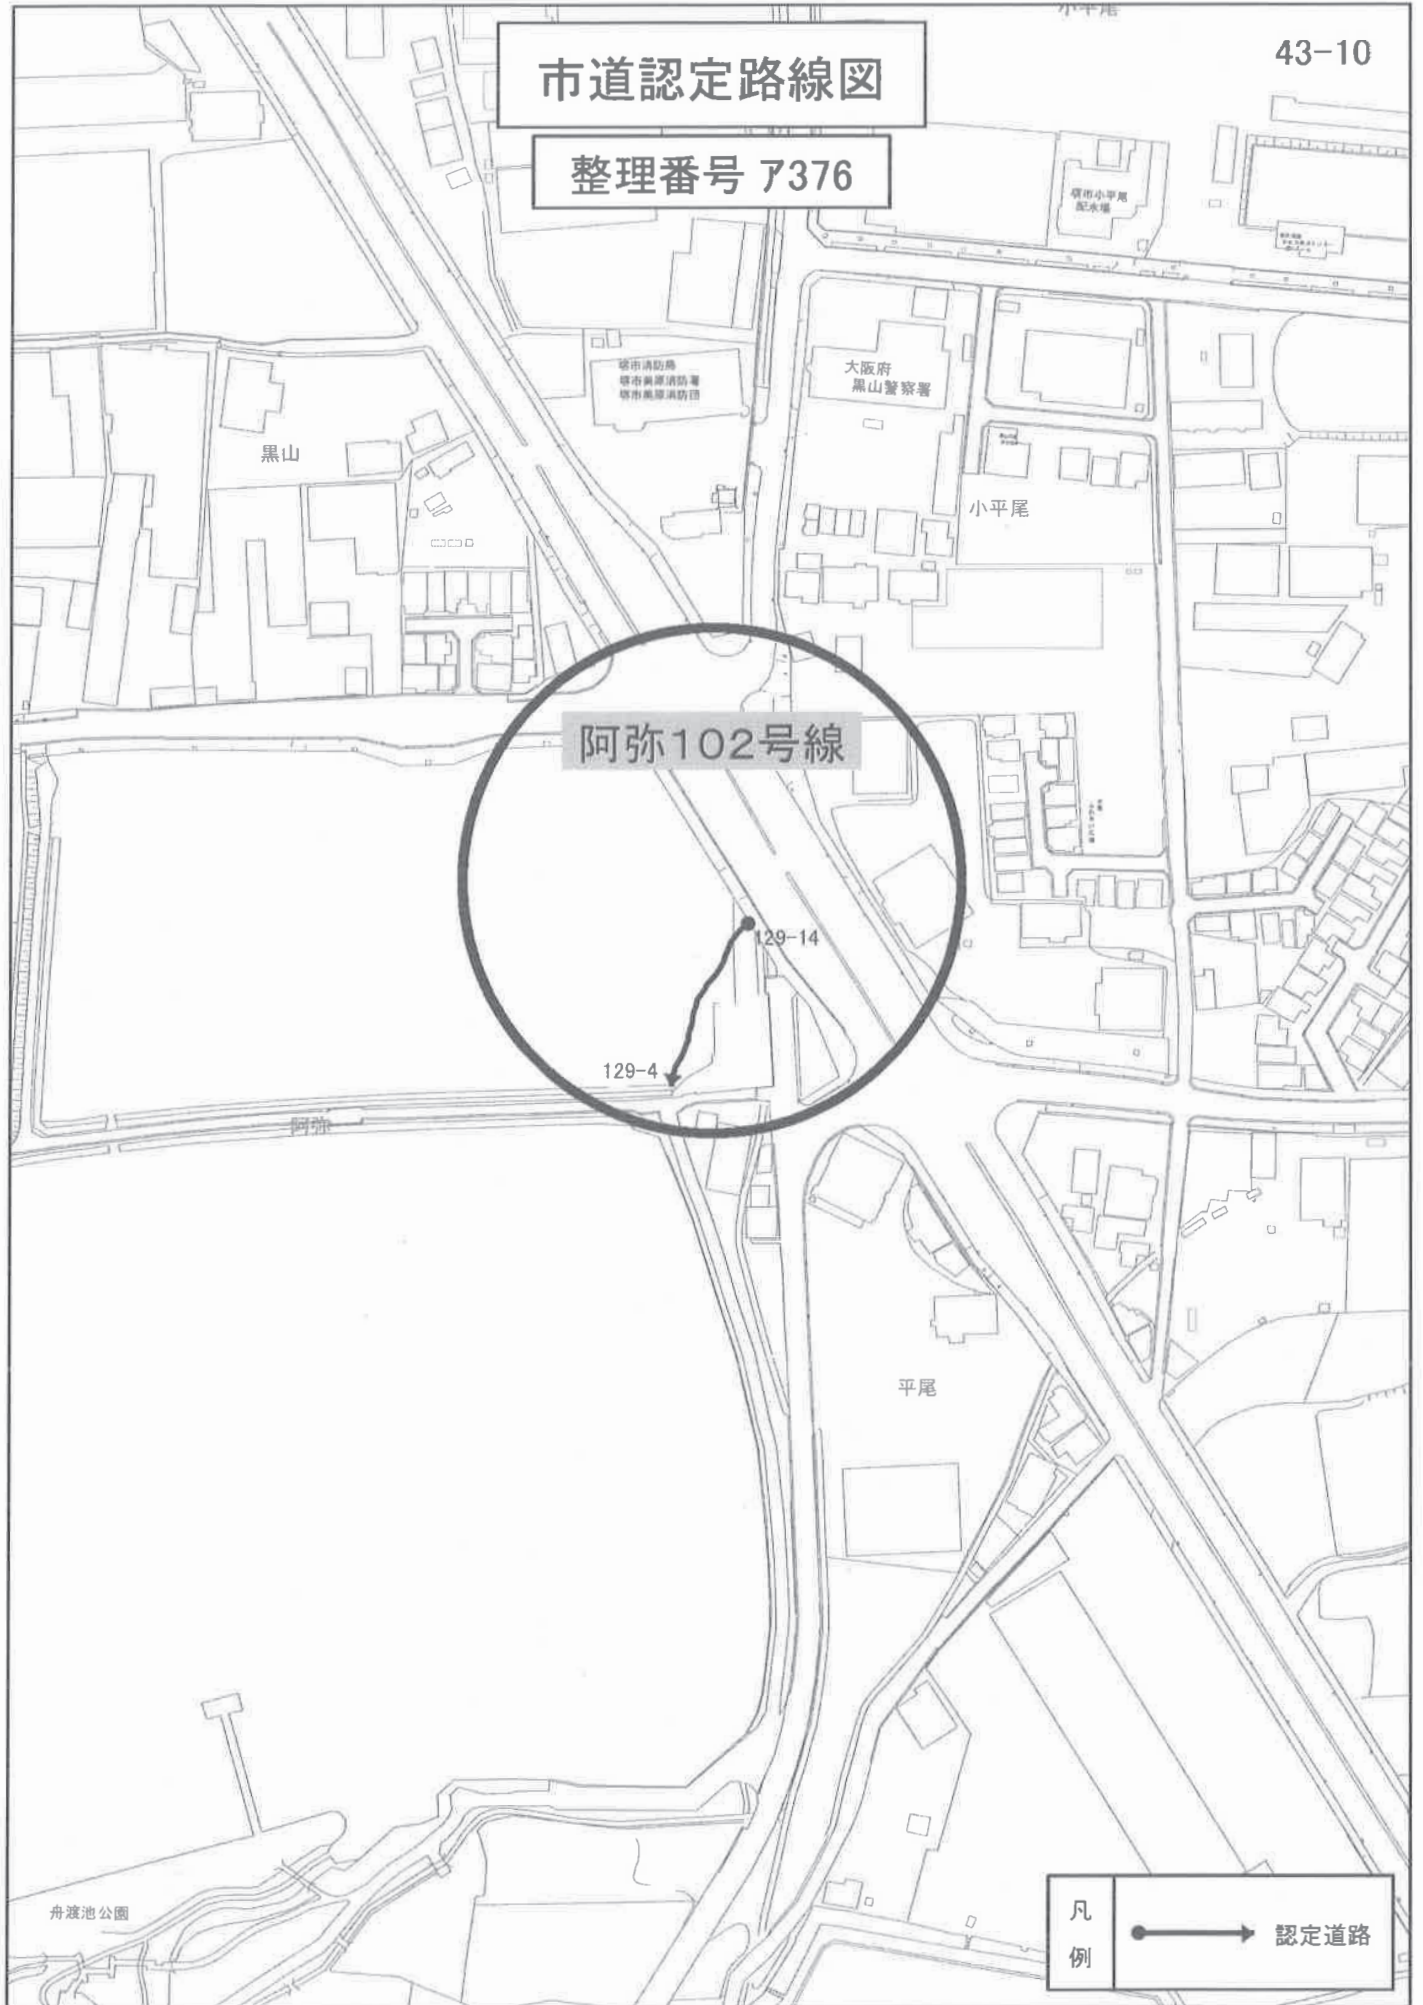 小平尾
43-10
市道認定路線図
整理番号 ア376
堺市小平尾
配水場
堺市消防局
堺市美原消防署
堺市美原消防団
大阪府
黒山警察署
黒山
小平尾
阿弥102号線
129-14
129-4
阿弥
平尾
舟渡池公園
凡
例
認定道路